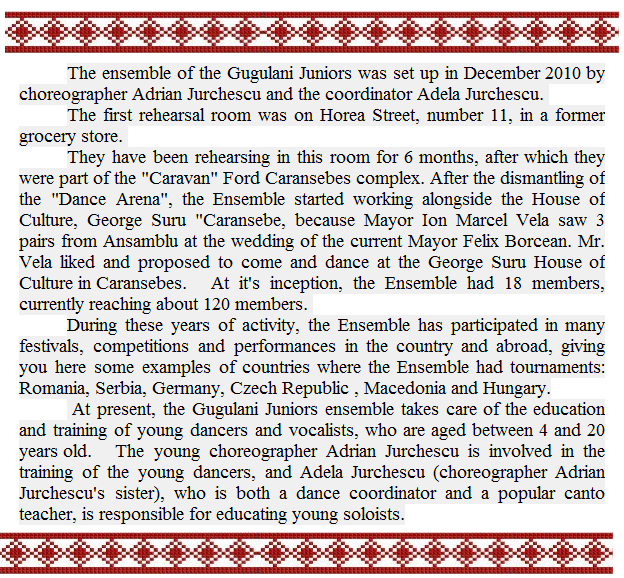 The ensemble of the Gugulani Juniors was set up in December 2010 by
choreographer Adrian Jurchescu and the coordinator Adela Jurchescu.
The first rehearsal room was on Horea Street, number 11, in a former
grocery store.
They have been rehearsing in this room for 6 months, after which they
were part of the "Caravan" Ford Caransebes complex. After the dismantling of
the "Dance Arena", the Ensemble started working alongside the House of
Culture, George Suru "Caransebe, because Mayor Ion Marcel Vela saw 3
pairs from Ansamblu at the wedding of the current Mayor Felix Borcean. Mr.
Vela liked and proposed to come and dance at the George Suru House of
Culture in Caransebes. At it's inception, the Ensemble had 18 members,
currently reaching about 120 members.
During these years of activity, the Ensemble has participated in many
festivals, competitions and performances in the country and abroad, giving
you here some examples of countries where the Ensemble had tournaments:
Romania, Serbia, Germany, Czech Republic , Macedonia and Hungary.
At present, the Gugulani Juniors ensemble takes care of the education
and training of young dancers and vocalists, who are aged between 4 and 20
years old. The young choreographer Adrian Jurchescu is involved in the
training of the young dancers, and Adela Jurchescu (choreographer Adrian
Jurchescu's sister), who is both a dance coordinator and a popular canto
teacher, is responsible for educating young soloists.